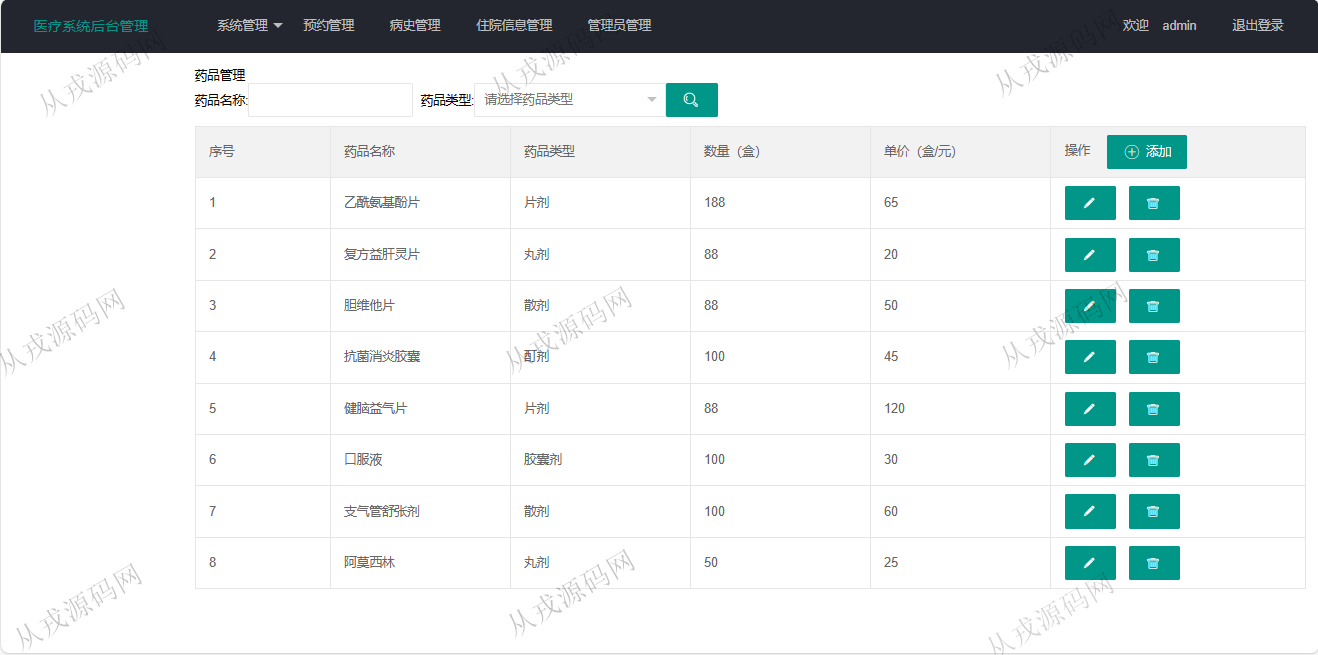 医疗系统后台管理 系统管理 预约管理 病史管理 住院信息管理 管理员管理 欢迎 admin 退出登录
药品管理
药品名称: 药品类型: 请选择药品类型
序号 药品名称 药品类型 数量（盒） 单价（盒/元） 操作 添加
1 乙酰氨基酚片 片剂 188 65
2 复方益肝灵片 丸剂 88 20
3 胆维他片 散剂 88 50
4 抗菌消炎胶囊 酊剂 100 45
5 健脑益气片 片剂 88 120
6 口服液 胶囊剂 100 30
7 支气管舒张剂 散剂 100 60
8 阿莫西林 丸剂 50 25
从戎源码网
从戎源码网
从戎源码网
从戎源码网
从戎源码网
从戎源码网
从戎源码网
从戎源码网
从戎源码网